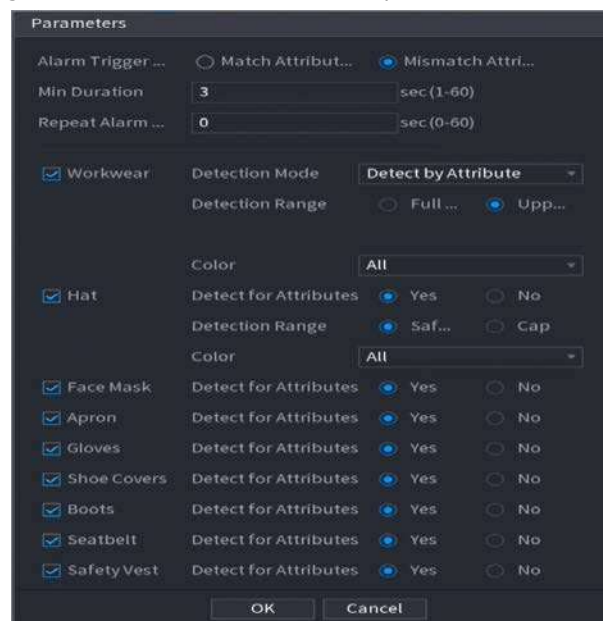 Parameters
Alarm Trigger ... Match Attribut... Mismatch Attri...
Min Duration 3 sec (1-60)
Repeat Alarm ... 0 sec (0-60)
Workwear Detection Mode Detect by Attribute
Detection Range Full ... Upp...
Color All
Hat Detect for Attributes Yes No
Detection Range Saf... Cap
Color All
Face Mask Detect for Attributes Yes No
Apron Detect for Attributes Yes No
Gloves Detect for Attributes Yes No
Shoe Covers Detect for Attributes Yes No
Boots Detect for Attributes Yes No
Seatbelt Detect for Attributes Yes No
Safety Vest Detect for Attributes Yes No
OK Cancel